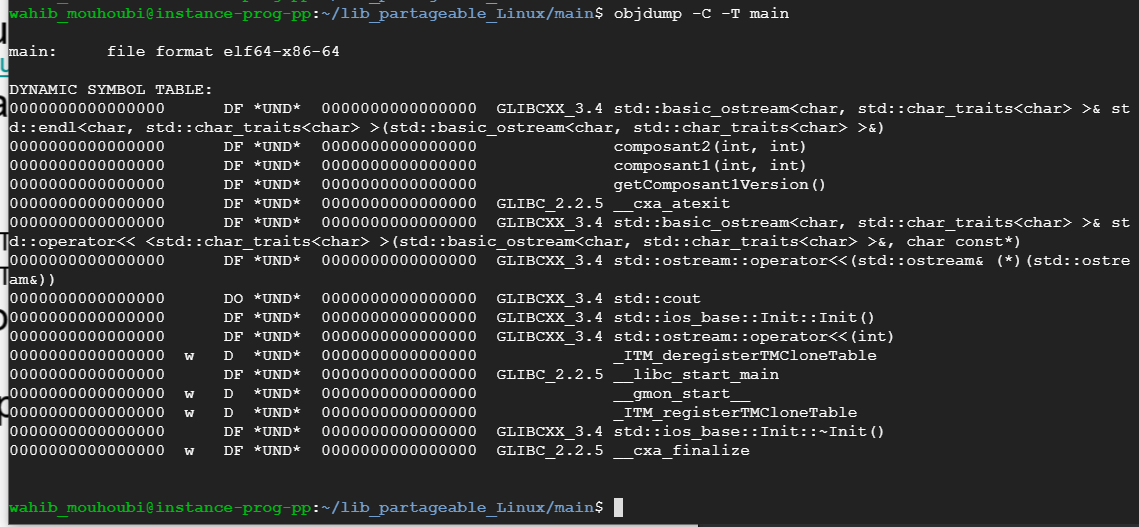 wahib_mouhoubi@instance-prog-pp:~/lib_partageable_Linux/main$ objdump -C -T main
main:     file format elf64-x86-64
DYNAMIC SYMBOL TABLE:
0000000000000000      DF *UND*  0000000000000000  GLIBCXX_3.4 std::basic_ostream<char, std::char_traits<char> >& st
d::endl<char, std::char_traits<char> >(std::basic_ostream<char, std::char_traits<char> >&)
0000000000000000      DF *UND*  0000000000000000              composant2(int, int)
0000000000000000      DF *UND*  0000000000000000              composant1(int, int)
0000000000000000      DF *UND*  0000000000000000              getComposant1Version()
0000000000000000      DF *UND*  0000000000000000  GLIBC_2.2.5 __cxa_atexit
0000000000000000      DF *UND*  0000000000000000  GLIBCXX_3.4 std::basic_ostream<char, std::char_traits<char> >& st
d::operator<< <std::char_traits<char> >(std::basic_ostream<char, std::char_traits<char> >&, char const*)
0000000000000000      DF *UND*  0000000000000000  GLIBCXX_3.4 std::ostream::operator<<(std::ostream& (*)(std::ostre
am&))
0000000000000000      DO *UND*  0000000000000000  GLIBCXX_3.4 std::cout
0000000000000000      DF *UND*  0000000000000000  GLIBCXX_3.4 std::ios_base::Init::Init()
0000000000000000      DF *UND*  0000000000000000  GLIBCXX_3.4 std::ostream::operator<<(int)
0000000000000000  w   D  *UND*  0000000000000000              _ITM_deregisterTMCloneTable
0000000000000000      DF *UND*  0000000000000000  GLIBC_2.2.5 __libc_start_main
0000000000000000  w   D  *UND*  0000000000000000              __gmon_start__
0000000000000000  w   D  *UND*  0000000000000000              _ITM_registerTMCloneTable
0000000000000000      DF *UND*  0000000000000000  GLIBCXX_3.4 std::ios_base::Init::~Init()
0000000000000000  w   DF *UND*  0000000000000000  GLIBC_2.2.5 __cxa_finalize
wahib_mouhoubi@instance-prog-pp:~/lib_partageable_Linux/main$